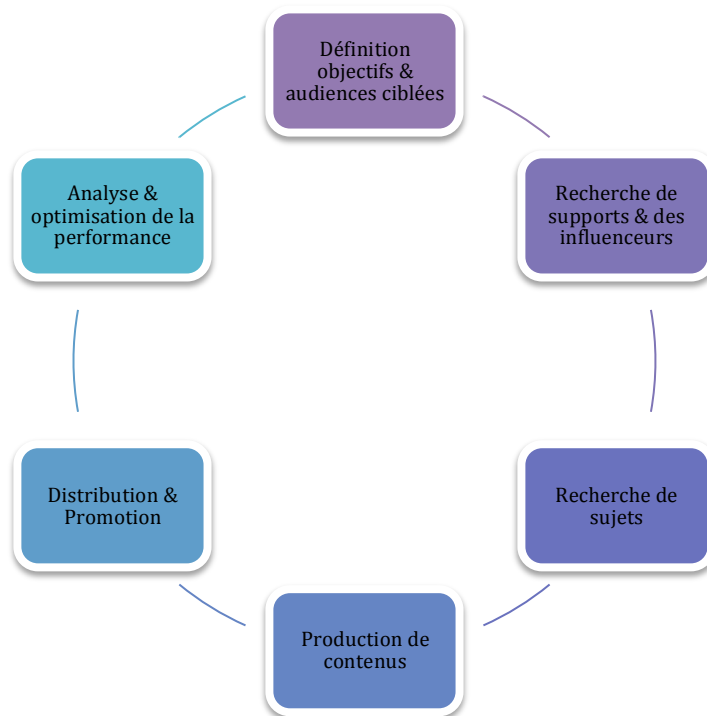 Définition
objectifs &
audiences ciblées
Recherche de
supports & des
influenceurs
Recherche de
sujets
Production de
contenus
Distribution &
Promotion
Analyse &
optimisation de la
performance